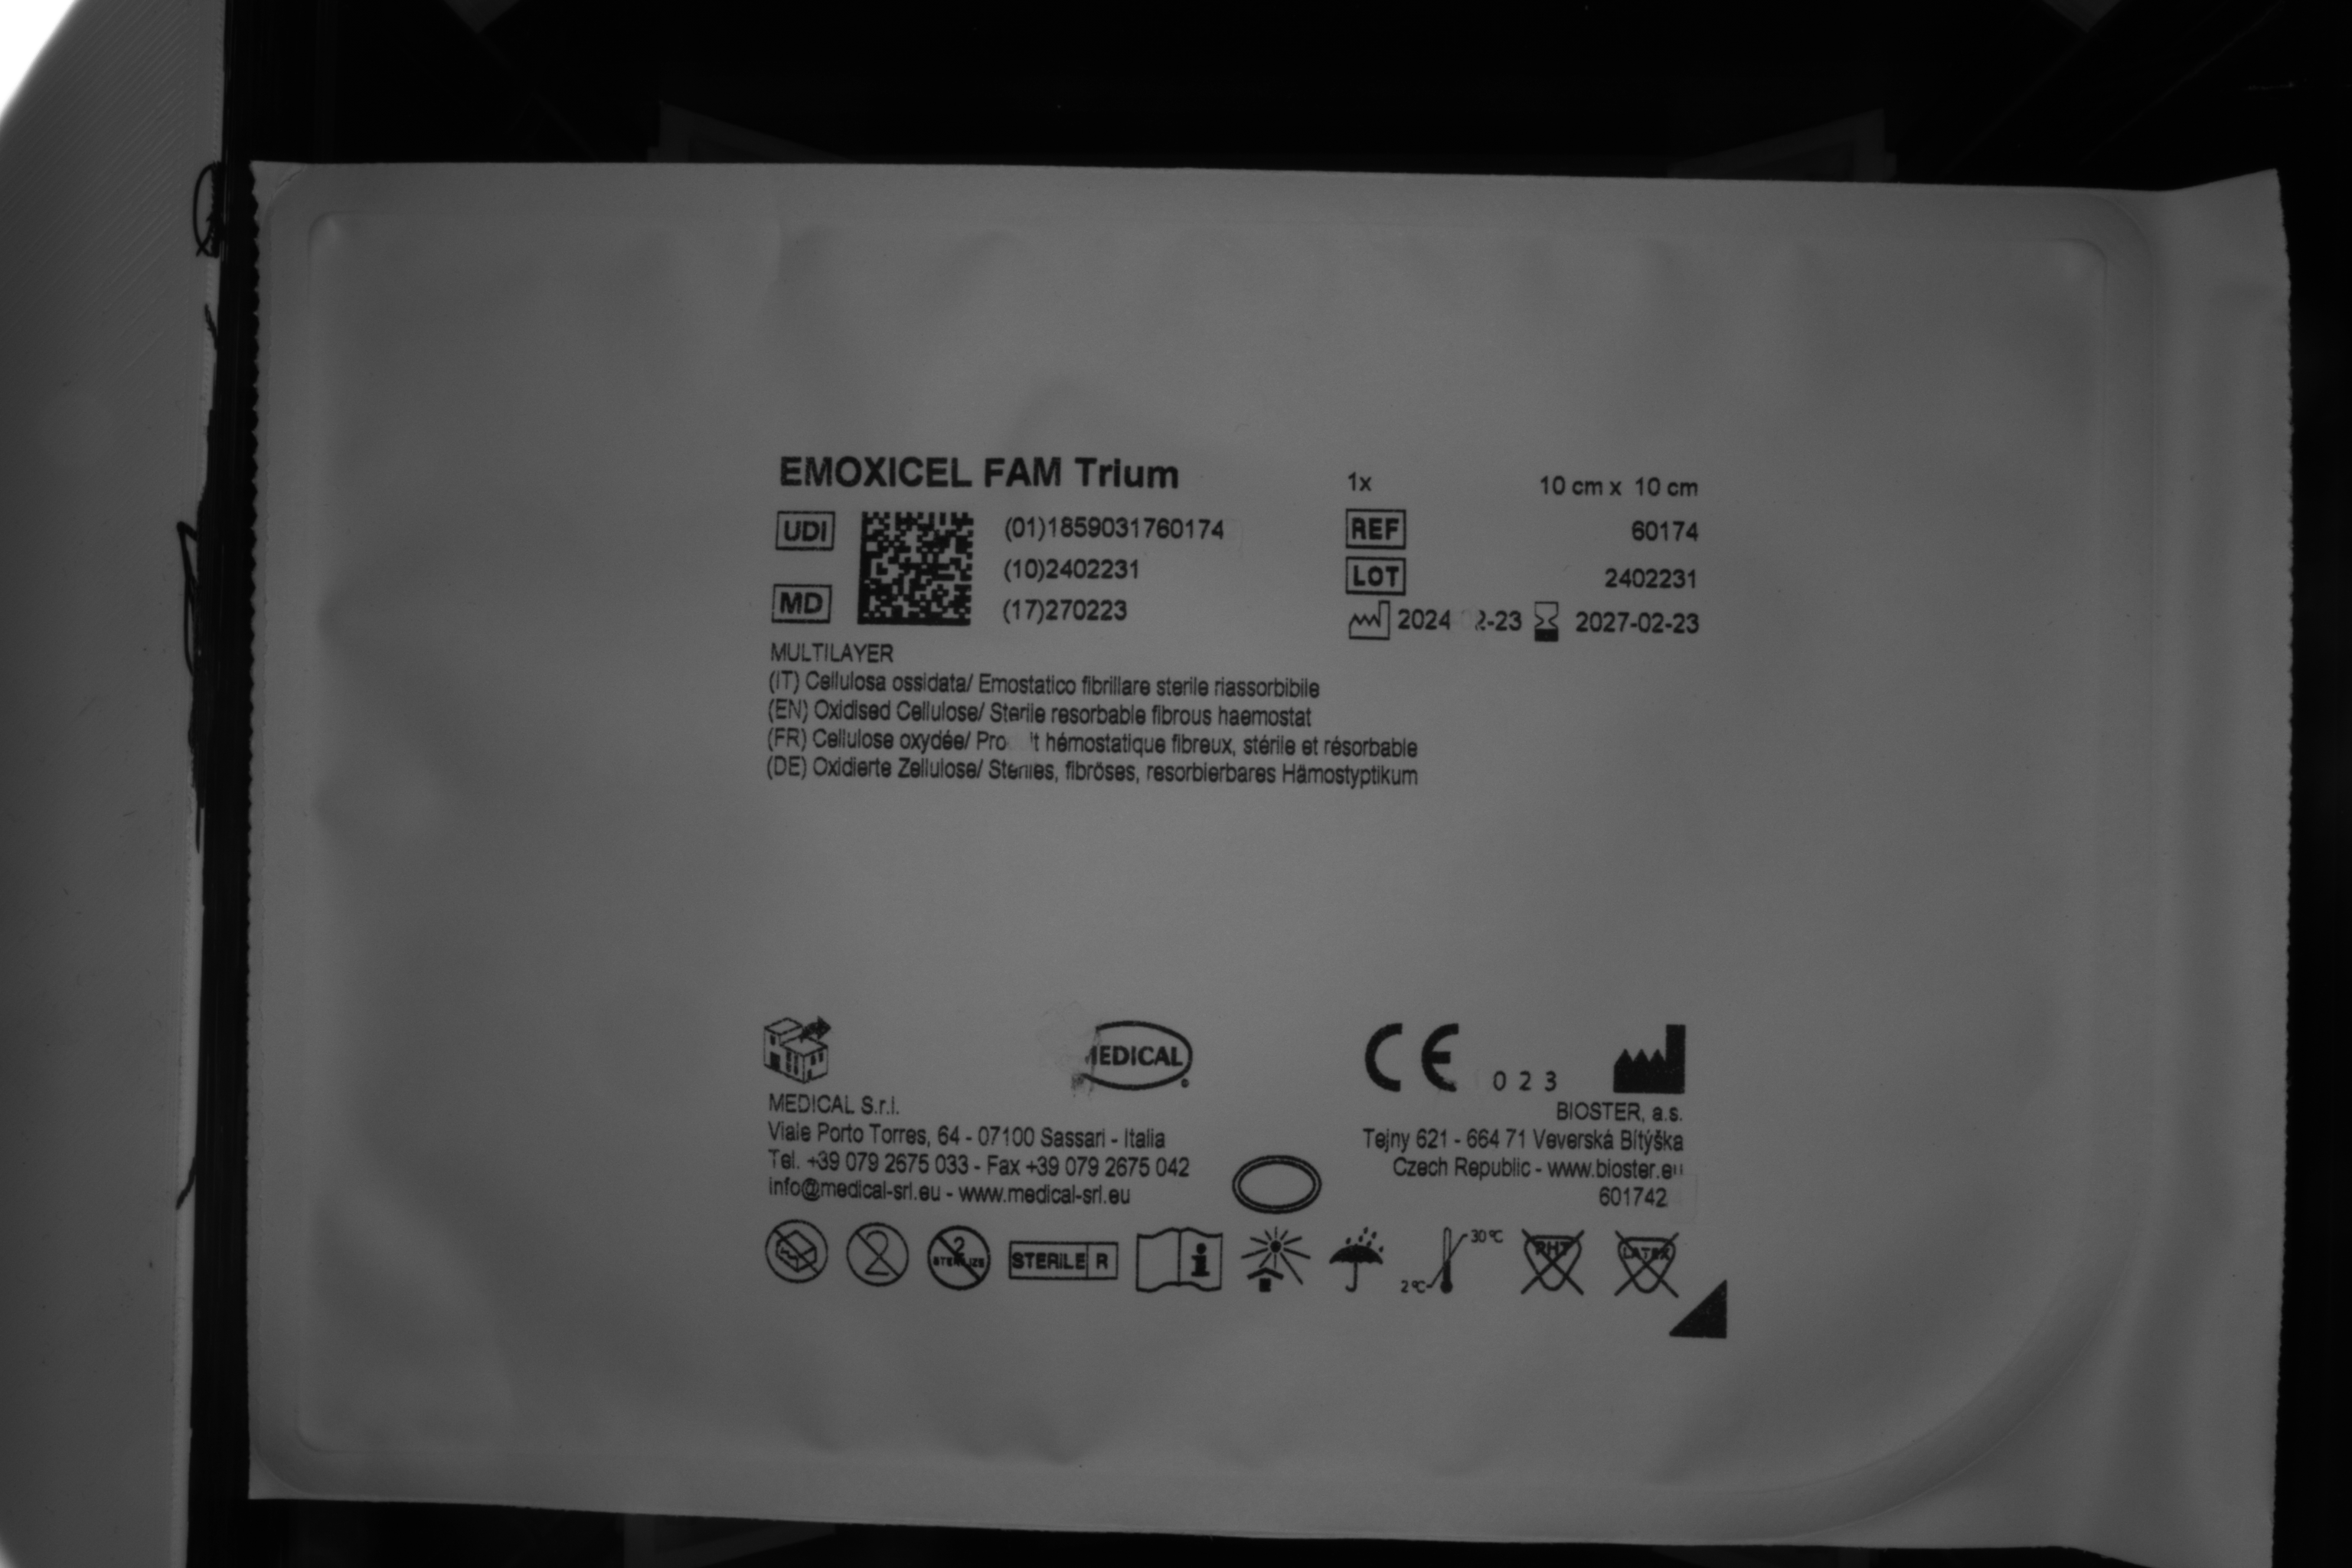 EMOXICEL FAM Trium
1x 10 cm x 10 cm
UDI (01)1859031760174
REF 60174
(10)2402231
LOT 2402231
MD (17)270223
2024 2-23 2027-02-23
MULTILAYER
(IT) Cellulosa ossidata/ Emostatico fibrillare sterile riassorbibile
(EN) Oxidised Cellulose/ Sterile resorbable fibrous haemostat
(FR) Cellulose oxydée/ Pro t hémostatique fibreux, stérile et résorbable
(DE) Oxidierte Zellulose/ Steriles, fibröses, resorbierbares Hämostyptikum
EDICAL
CE 023
MEDICAL S.r.l.
Viale Porto Torres, 64 - 07100 Sassari - Italia
Tel. +39 079 2675 033 - Fax +39 079 2675 042
info@medical-srl.eu - www.medical-srl.eu
BIOSTER, a.s.
Tejny 621 - 664 71 Veverská Bítýška
Czech Republic - www.bioster.eu
601742
2
2 STERILIZE
STERILE R
i
2 °C 30 °C
PHT
LATEX